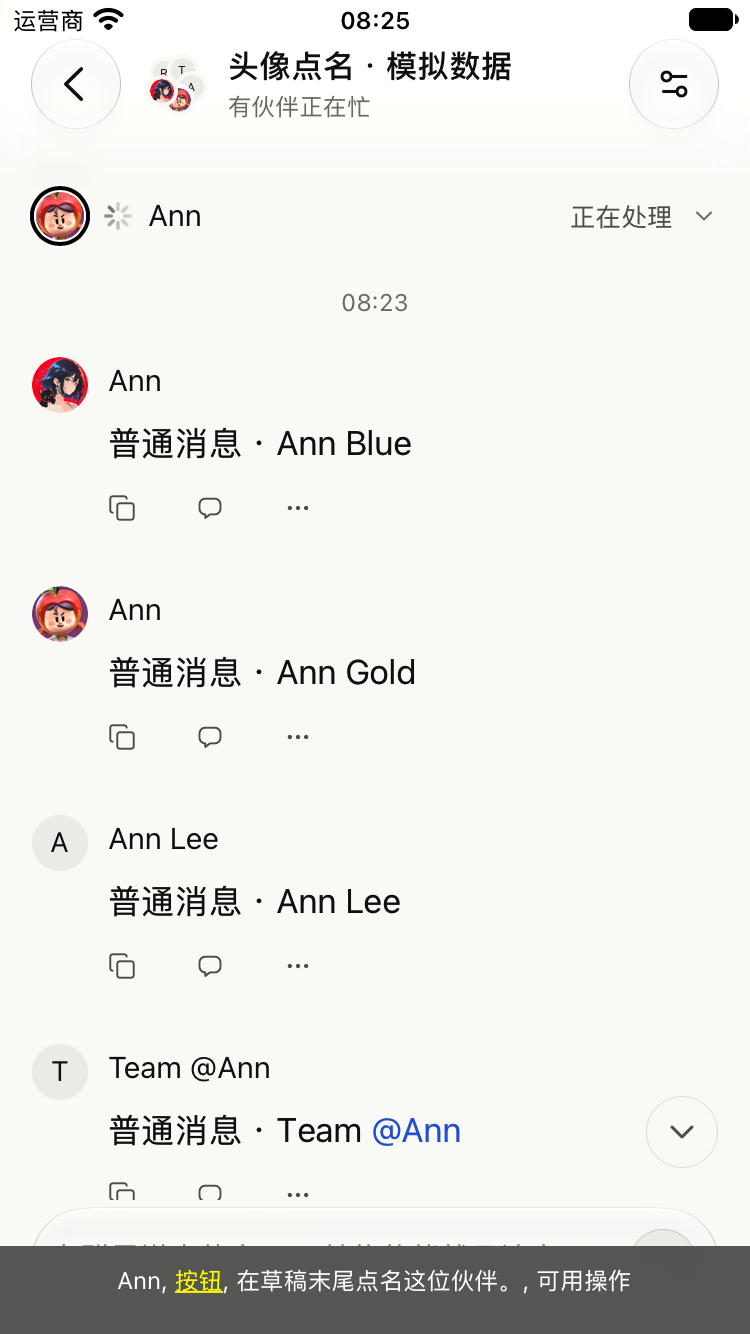 运营商 08:25
头像点名 · 模拟数据
R T A
有伙伴正在忙
Ann 正在处理
08:23
Ann
普通消息 · Ann Blue
Ann
普通消息 · Ann Gold
A Ann Lee
普通消息 · Ann Lee
T Team @Ann
普通消息 · Team @Ann
Ann, 按钮, 在草稿末尾点名这位伙伴。, 可用操作